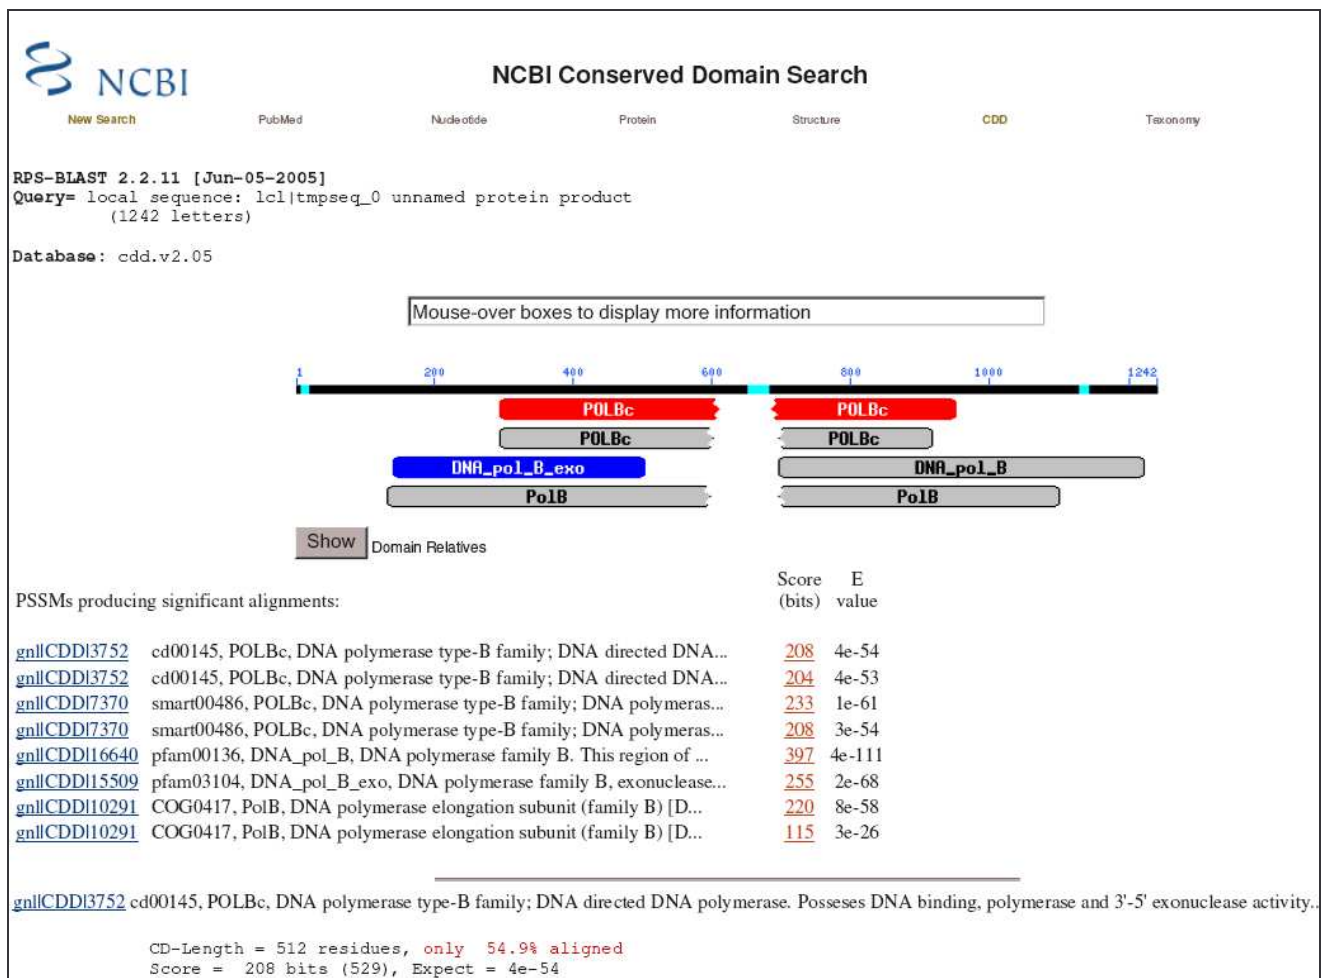 NCBI
NCBI Conserved Domain Search
New Search PubMed Nucleotide Protein Structure CDD Taxonomy
RPS-BLAST 2.2.11 [Jun-05-2005]
Query= local sequence: lcl|tmpseq_0 unnamed protein product
(1242 letters)
Database: cdd.v2.05
Mouse-over boxes to display more information
1 200 400 600 800 1000 1242
POLBc POLBc
POLBc POLBc
DNA_pol_B_exo DNA_pol_B
PolB PolB
Show Domain Relatives
Score E
PSSMs producing significant alignments: (bits) value
gnl|CDD|3752 cd00145, POLBc, DNA polymerase type-B family; DNA directed DNA... 208 4e-54
gnl|CDD|3752 cd00145, POLBc, DNA polymerase type-B family; DNA directed DNA... 204 4e-53
gnl|CDD|7370 smart00486, POLBc, DNA polymerase type-B family; DNA polymeras... 233 1e-61
gnl|CDD|7370 smart00486, POLBc, DNA polymerase type-B family; DNA polymeras... 208 3e-54
gnl|CDD|16640 pfam00136, DNA_pol_B, DNA polymerase family B. This region of ... 397 4e-111
gnl|CDD|15509 pfam03104, DNA_pol_B_exo, DNA polymerase family B, exonuclease... 255 2e-68
gnl|CDD|10291 COG0417, PolB, DNA polymerase elongation subunit (family B) [D... 220 8e-58
gnl|CDD|10291 COG0417, PolB, DNA polymerase elongation subunit (family B) [D... 115 3e-26
gnl|CDD|3752 cd00145, POLBc, DNA polymerase type-B family; DNA directed DNA polymerase. Posseses DNA binding, polymerase and 3'-5' exonuclease activity..
CD-Length = 512 residues, only 54.9% aligned
Score = 208 bits (529), Expect = 4e-54